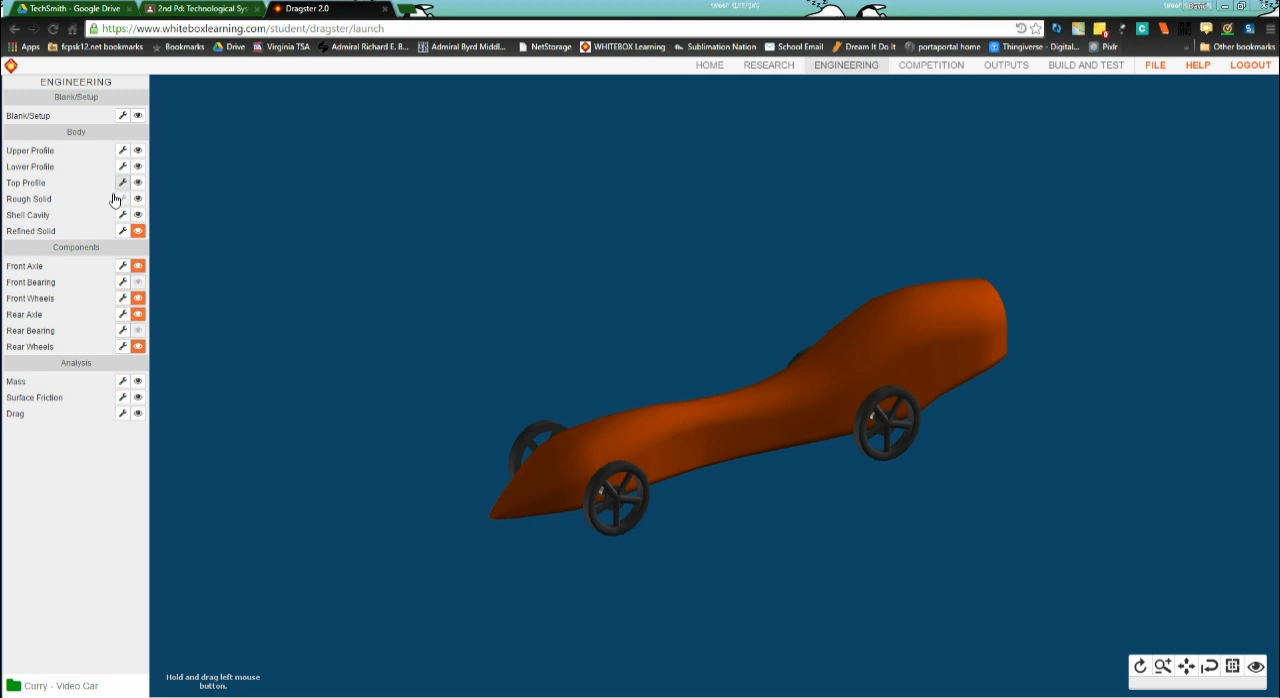 TechSmith - Google Drive
2nd Pd: Technological Sys
Dragster 2.0
https://www.whiteboxlearning.com/student/dragster/launch
Apps
fcpsk12.net bookmarks
Bookmarks
Drive
Virginia TSA
Admiral Richard E. B...
Admiral Byrd Middl...
NetStorage
WHITEBOX Learning
Sublimation Nation
School Email
Dream It Do It
portaportal home
Thingiverse - Digital...
Pixlr
Other bookmarks
HOME
RESEARCH
ENGINEERING
COMPETITION
OUTPUTS
BUILD AND TEST
FILE
HELP
LOGOUT
ENGINEERING
Blank/Setup
Blank/Setup
Body
Upper Profile
Lower Profile
Top Profile
Rough Solid
Shell Cavity
Refined Solid
Components
Front Axle
Front Bearing
Front Wheels
Rear Axle
Rear Bearing
Rear Wheels
Analysis
Mass
Surface Friction
Drag
Curry - Video Car
Hold and drag left mouse
button.